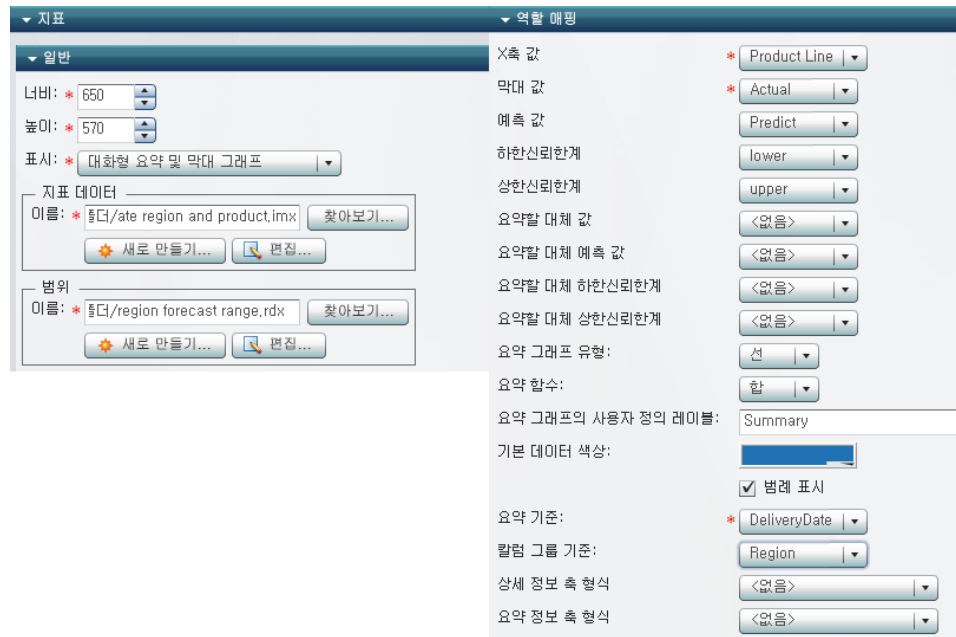 지표
일반
너비: * 650
높이: * 570
표시: * 대화형 요약 및 막대 그래프
지표 데이터
이름: * 폴더/ate region and product.imx 찾아보기...
새로 만들기... 편집...
범위
이름: * 폴더/region forecast range.rdx 찾아보기...
새로 만들기... 편집...
역할 매핑
X축 값 * Product Line
막대 값 * Actual
예측 값 Predict
하한신뢰한계 lower
상한신뢰한계 upper
요약할 대체 값 <없음>
요약할 대체 예측 값 <없음>
요약할 대체 하한신뢰한계 <없음>
요약할 대체 상한신뢰한계 <없음>
요약 그래프 유형: 선
요약 함수: 합
요약 그래프의 사용자 정의 레이블: Summary
기본 데이터 색상:
범례 표시
요약 기준: * DeliveryDate
칼럼 그룹 기준: Region
상세 정보 축 형식 <없음>
요약 정보 축 형식 <없음>